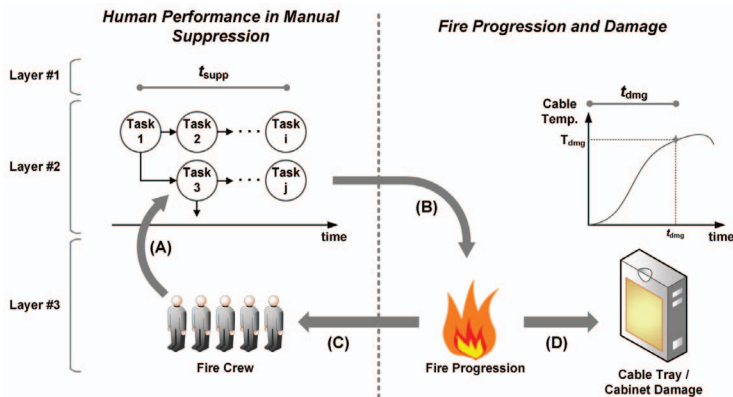 Human Performance in Manual
Suppression
Fire Progression and Damage
Layer #1
t_supp
t_dmg
Layer #2
Task
1
Task
2
· · ·
Task
i
Task
3
· · ·
Task
j
time
Cable
Temp.
T_dmg
t_dmg
time
(A)
(B)
Layer #3
(C)
(D)
Fire Crew
Fire Progression
Cable Tray /
Cabinet Damage